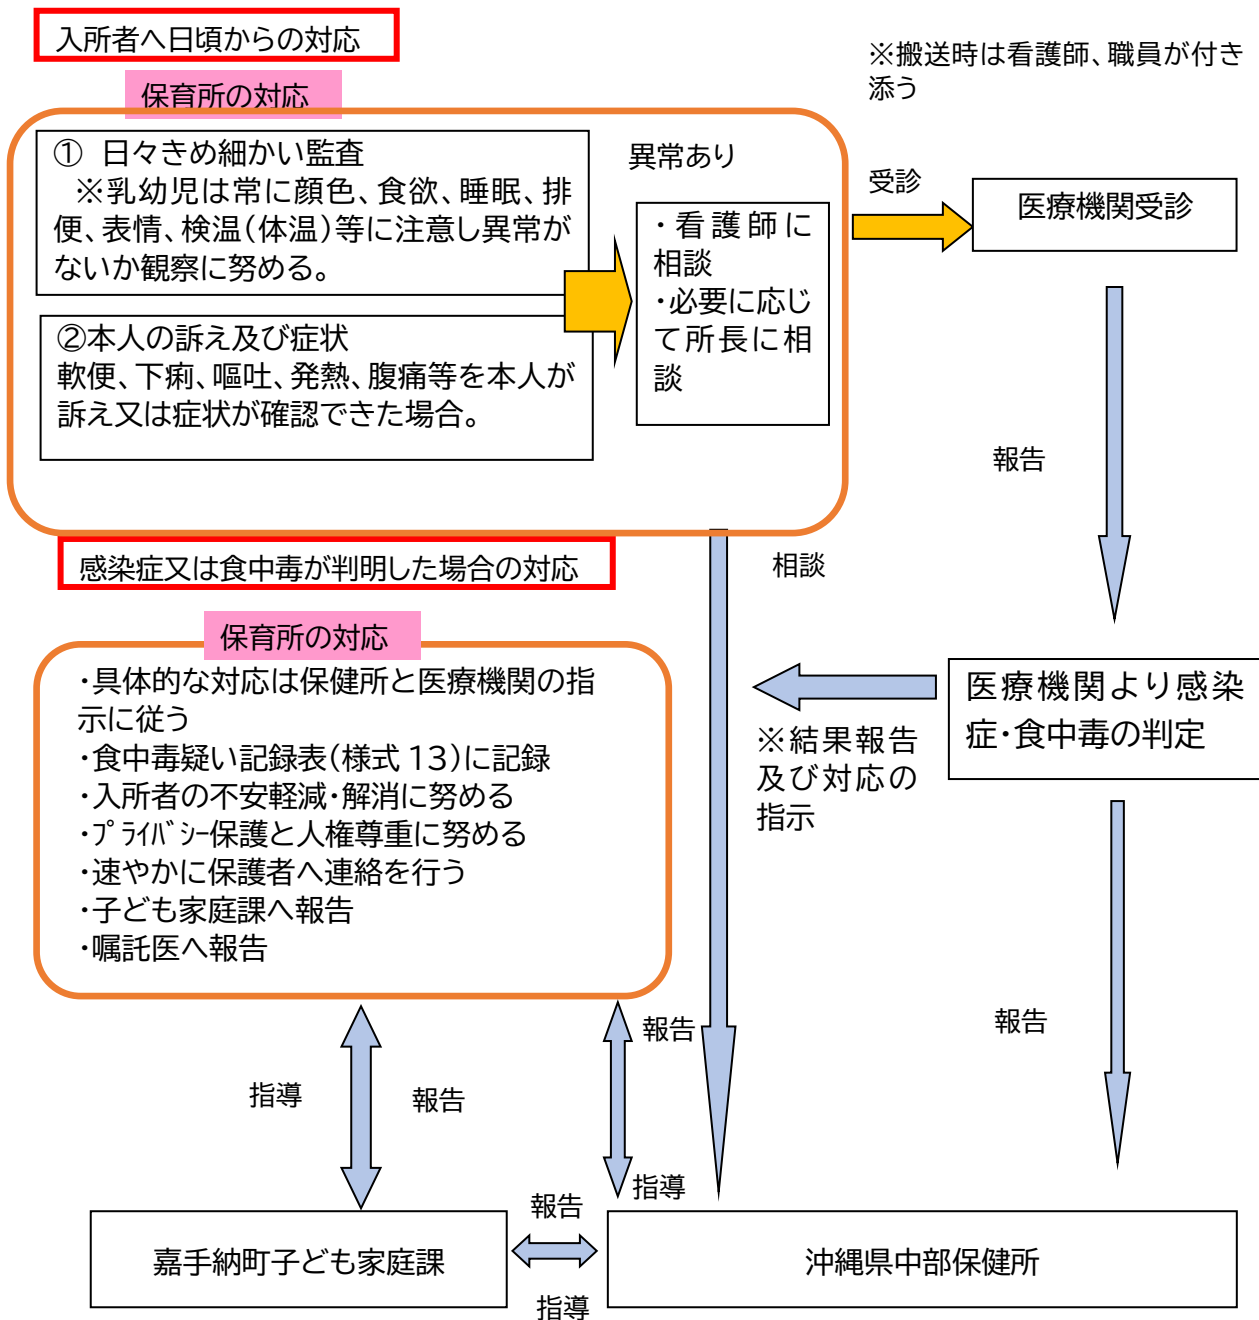 入所者へ日頃からの対応
※搬送時は看護師、職員が付き
添う
保育所の対応
① 日々きめ細かい監査
※乳幼児は常に顔色、食欲、睡眠、排
便、表情、検温(体温)等に注意し異常が
ないか観察に努める。
②本人の訴え及び症状
軟便、下痢、嘔吐、発熱、腹痛等を本人が
訴え又は症状が確認できた場合。
異常あり
・看護師に
相談
・必要に応じ
て所長に相
談
受診
医療機関受診
報告
相談
感染症又は食中毒が判明した場合の対応
保育所の対応
・具体的な対応は保健所と医療機関の指
示に従う
・食中毒疑い記録表(様式13)に記録
・入所者の不安軽減・解消に努める
・プライバシー保護と人権尊重に努める
・速やかに保護者へ連絡を行う
・子ども家庭課へ報告
・嘱託医へ報告
医療機関より感染
症・食中毒の判定
※結果報告
及び対応の
指示
報告
報告
指導
報告
指導
報告
指導
嘉手納町子ども家庭課
沖縄県中部保健所